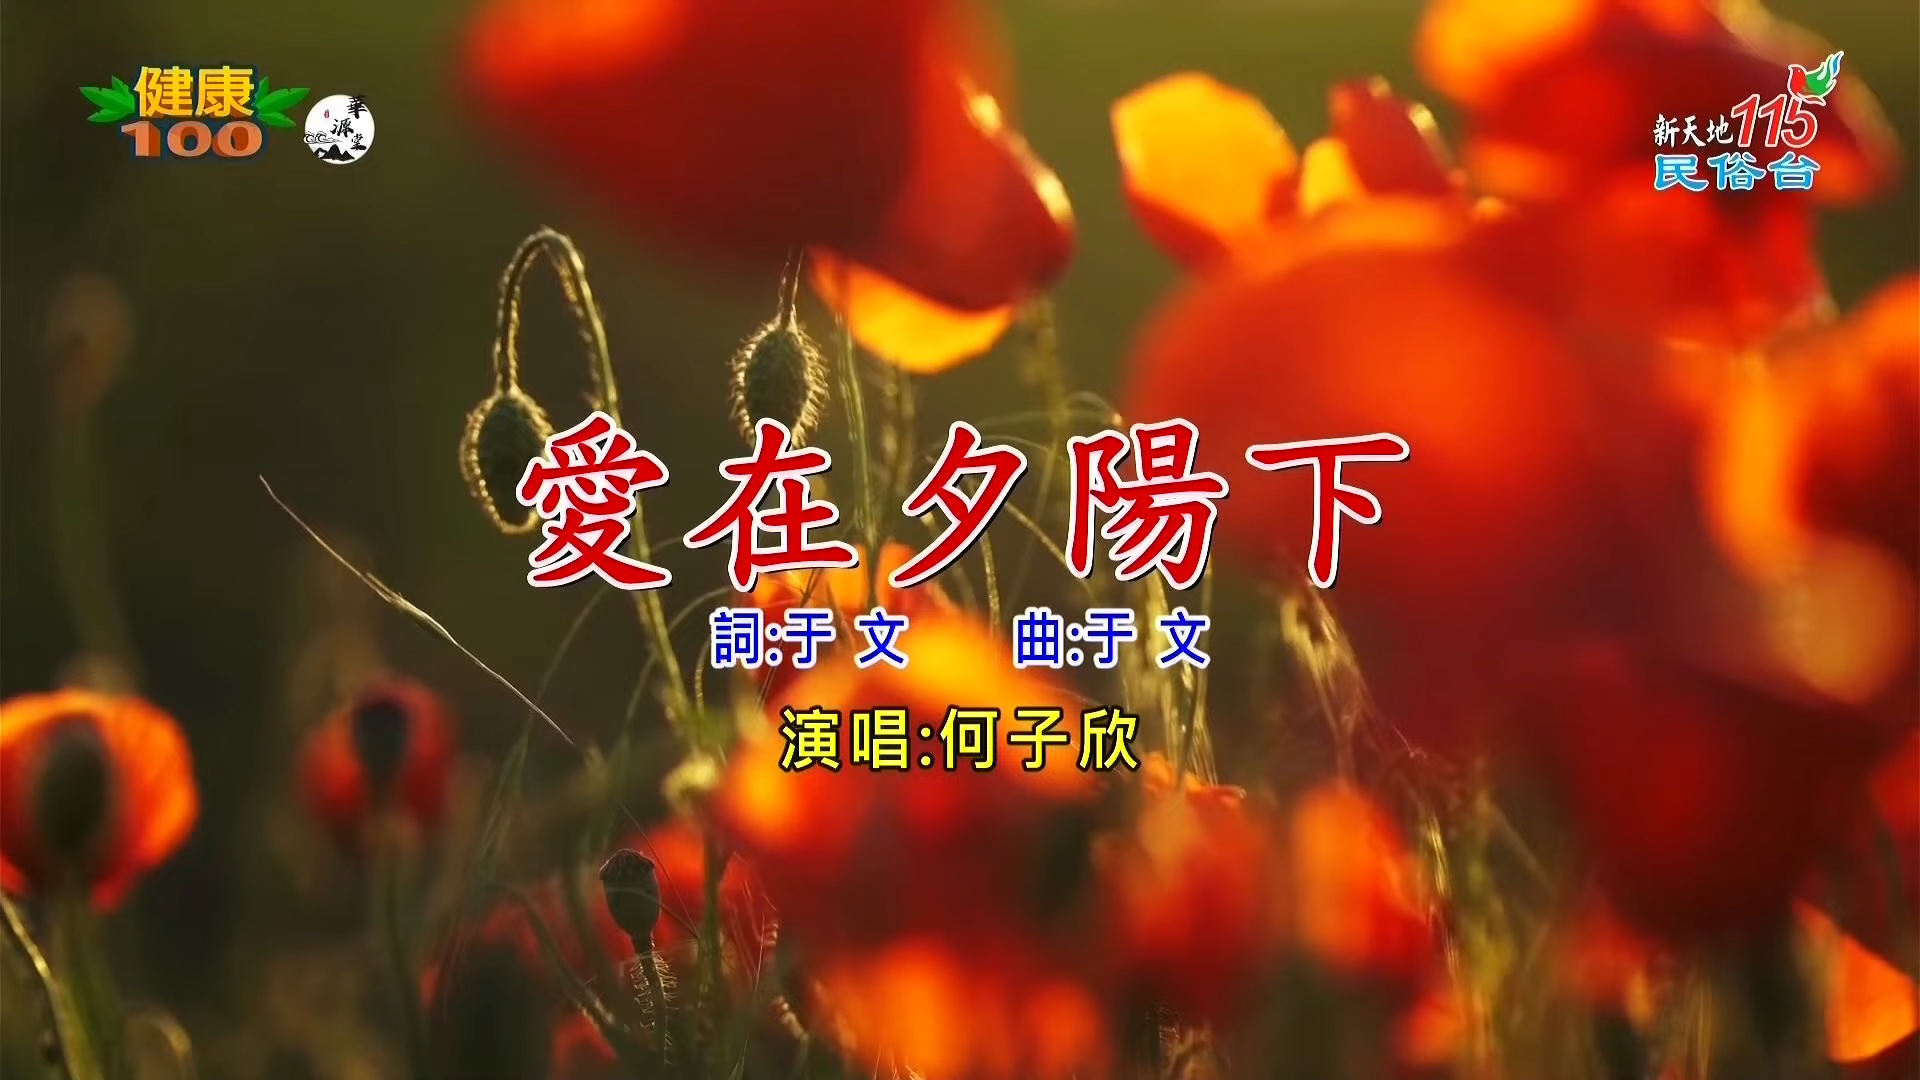 健康
100
華源堂
新天地115
民俗台
愛在夕陽下
詞:于 文 曲:于 文
演唱:何子欣